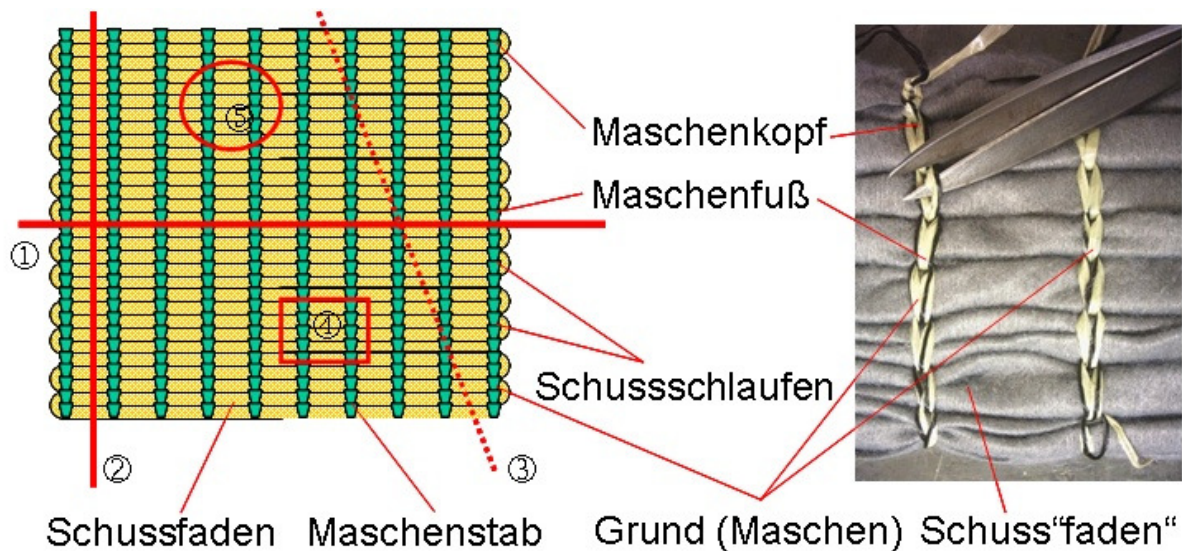 ⑤
Maschenkopf
Maschenfuß
①
④
Schussschlaufen
②
③
Schussfaden
Maschenstab
Grund (Maschen)
Schuss“faden“